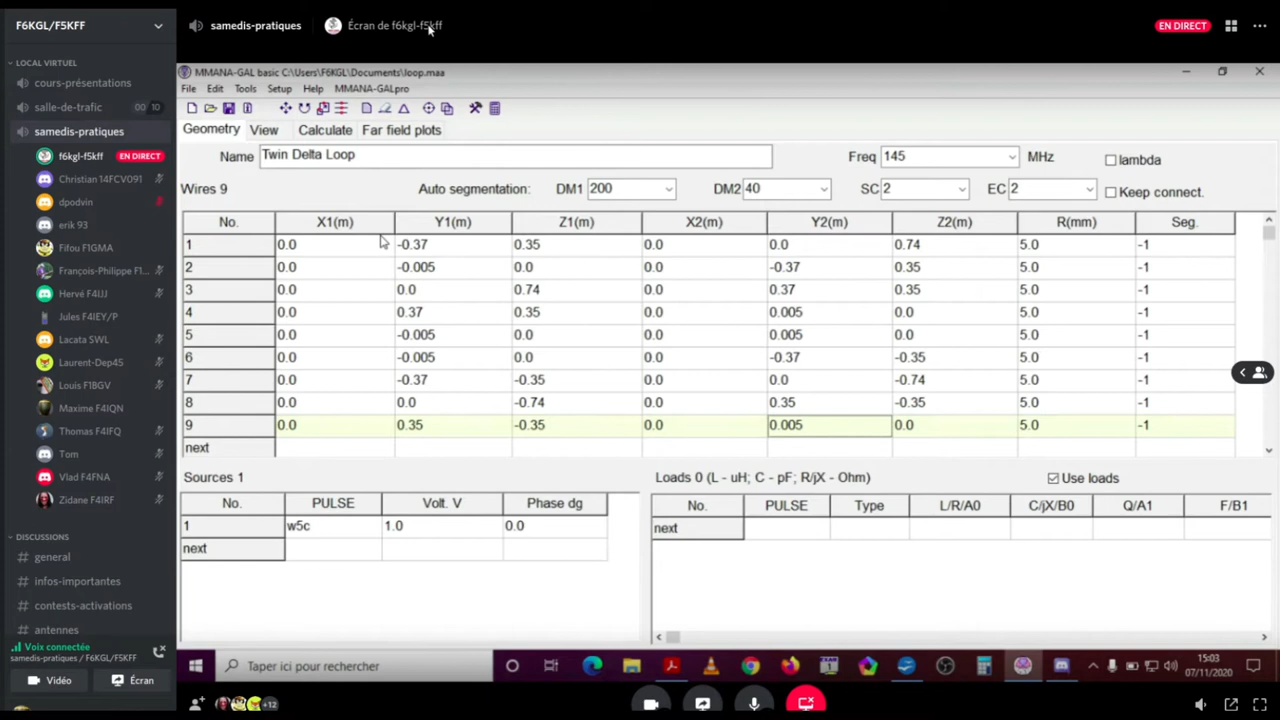 F6KGL/F5KFF
samedis-pratiques
Écran de f6kgl-f5kff
EN DIRECT
LOCAL VIRTUEL
cours-présentations
salle-de-trafic 00 10
samedis-pratiques
f6kgl-f5kff EN DIRECT
Christian 14FCV091
dpodvin
erik 93
Fifou F1GMA
François-Philippe F1...
Hervé F4IJJ
Jules F4IEY/P
Lacata SWL
Laurent-Dep45
Louis F1BGV
Maxime F4IQN
Thomas F4IFQ
Tom
Vlad F4FNA
Zidane F4IRF
DISCUSSIONS
# general
# infos-importantes
# contests-activations
# antennes
Voix connectée
samedis-pratiques / F6KGL/F5KFF
Vidéo Écran
MMANA-GAL basic C:\Users\F6KGL\Documents\loop.maa
File Edit Tools Setup Help MMANA-GALpro
Geometry View Calculate Far field plots
Name Twin Delta Loop Freq 145 MHz lambda
Wires 9 Auto segmentation: DM1 200 DM2 40 SC 2 EC 2 Keep connect.
No. X1(m) Y1(m) Z1(m) X2(m) Y2(m) Z2(m) R(mm) Seg.
1 0.0 -0.37 0.35 0.0 0.0 0.74 5.0 -1
2 0.0 -0.005 0.0 0.0 -0.37 0.35 5.0 -1
3 0.0 0.0 0.74 0.0 0.37 0.35 5.0 -1
4 0.0 0.37 0.35 0.0 0.005 0.0 5.0 -1
5 0.0 -0.005 0.0 0.0 0.005 0.0 5.0 -1
6 0.0 -0.005 0.0 0.0 -0.37 -0.35 5.0 -1
7 0.0 -0.37 -0.35 0.0 0.0 -0.74 5.0 -1
8 0.0 0.0 -0.74 0.0 0.35 -0.35 5.0 -1
9 0.0 0.35 -0.35 0.0 0.005 0.0 5.0 -1
next
Sources 1
No. PULSE Volt. V Phase dg
1 w5c 1.0 0.0
next
Loads 0 (L - uH; C - pF; R/jX - Ohm) Use loads
No. PULSE Type L/R/A0 C/jX/B0 Q/A1 F/B1
next
Taper ici pour rechercher
15:03
07/11/2020
+12